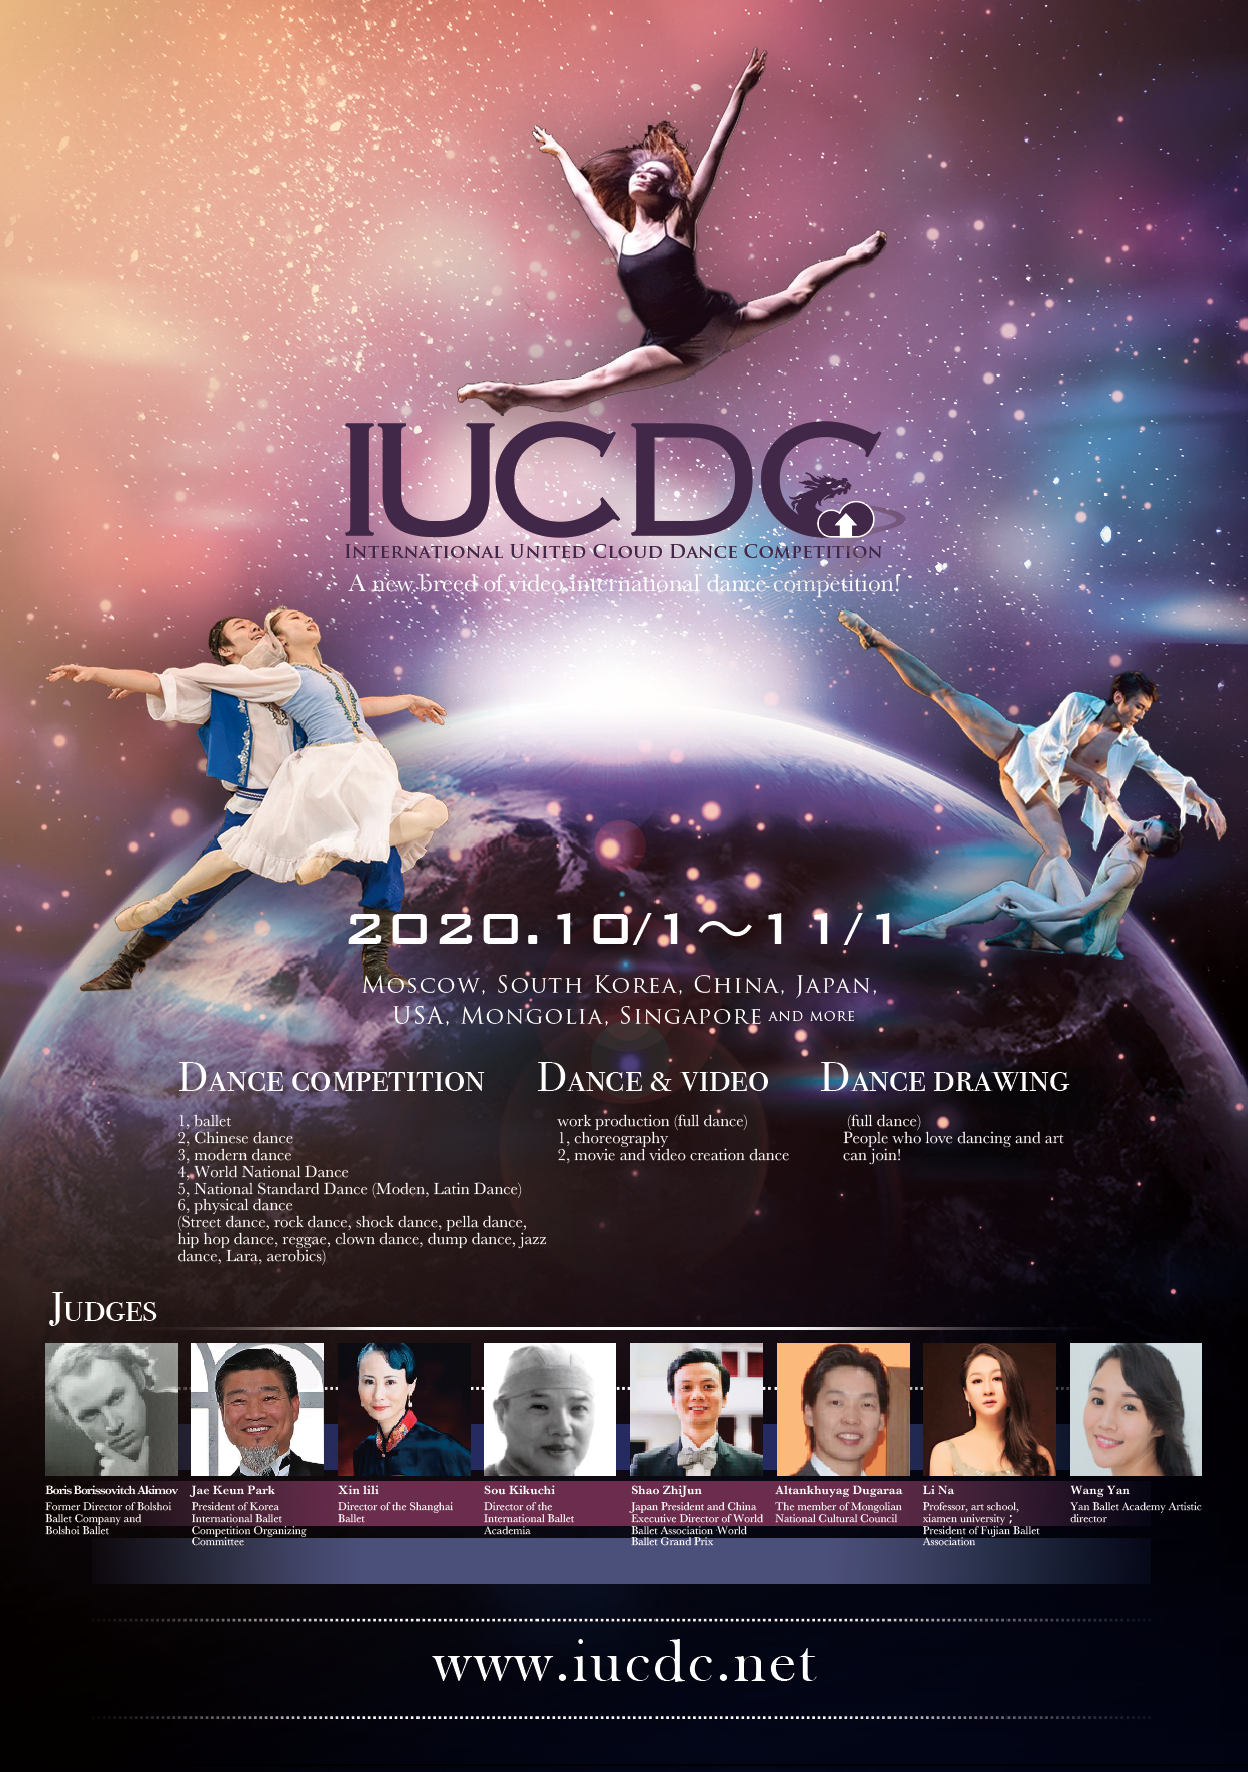 IUCDC
INTERNATIONAL UNITED CLOUD DANCE COMPETITION
A new breed of video international dance competition!
2020.10/1～11/1
MOSCOW, SOUTH KOREA, CHINA, JAPAN,
USA, MONGOLIA, SINGAPORE AND MORE
DANCE COMPETITION
1, ballet
2, Chinese dance
3, modern dance
4, World National Dance
5, National Standard Dance (Moden, Latin Dance)
6, physical dance
(Street dance, rock dance, shock dance, pella dance,
hip hop dance, reggae, clown dance, dump dance, jazz
dance, Lara, aerobics)
DANCE & VIDEO
work production (full dance)
1, choreography
2, movie and video creation dance
DANCE DRAWING
(full dance)
People who love dancing and art
can join!
JUDGES
Boris Borissovitch Akimov
Former Director of Bolshoi
Ballet Company and
Bolshoi Ballet
Jae Keun Park
President of Korea
International Ballet
Competition Organizing
Committee
Xin lili
Director of the Shanghai
Ballet
Sou Kikuchi
Director of the
International Ballet
Academia
Shao ZhiJun
Japan President and China
Executive Director of World
Ballet Association ·World
Ballet Grand Prix
Altankhuyag Dugaraa
The member of Mongolian
National Cultural Council
Li Na
Professor, art school,
xiamen university；
President of Fujian Ballet
Association
Wang Yan
Yan Ballet Academy Artistic
director
www.iucdc.net